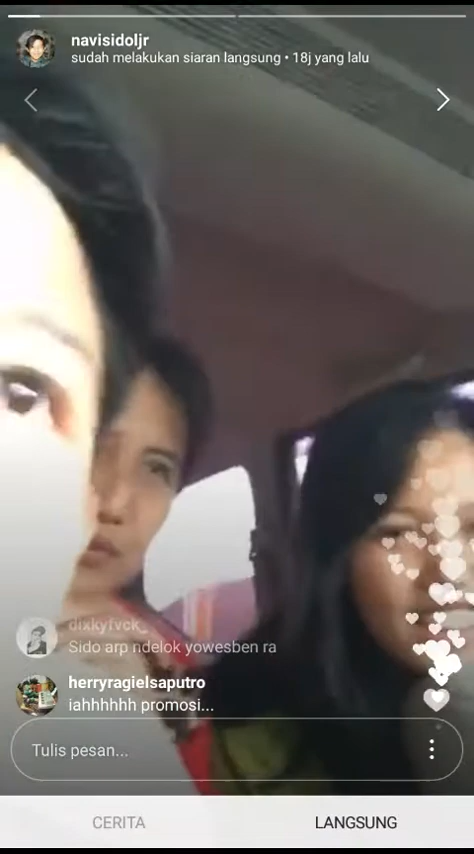 navisidoljr
sudah melakukan siaran langsung • 18j yang lalu
dixkyfvck_
Sido arp ndelok yowesben ra
herryragielsaputro
iahhhhhh promosi...
Tulis pesan...
CERITA
LANGSUNG